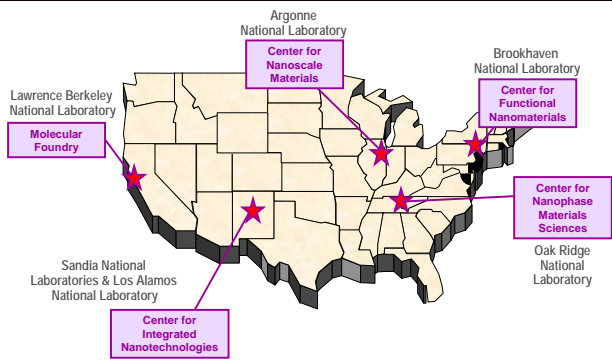 Argonne
National Laboratory
Center for
Nanoscale
Materials
Brookhaven
National Laboratory
Center for
Functional
Nanomaterials
Lawrence Berkeley
National Laboratory
Molecular
Foundry
Center for
Nanophase
Materials
Sciences
Oak Ridge
National
Laboratory
Sandia National
Laboratories & Los Alamos
National Laboratory
Center for
Integrated
Nanotechnologies